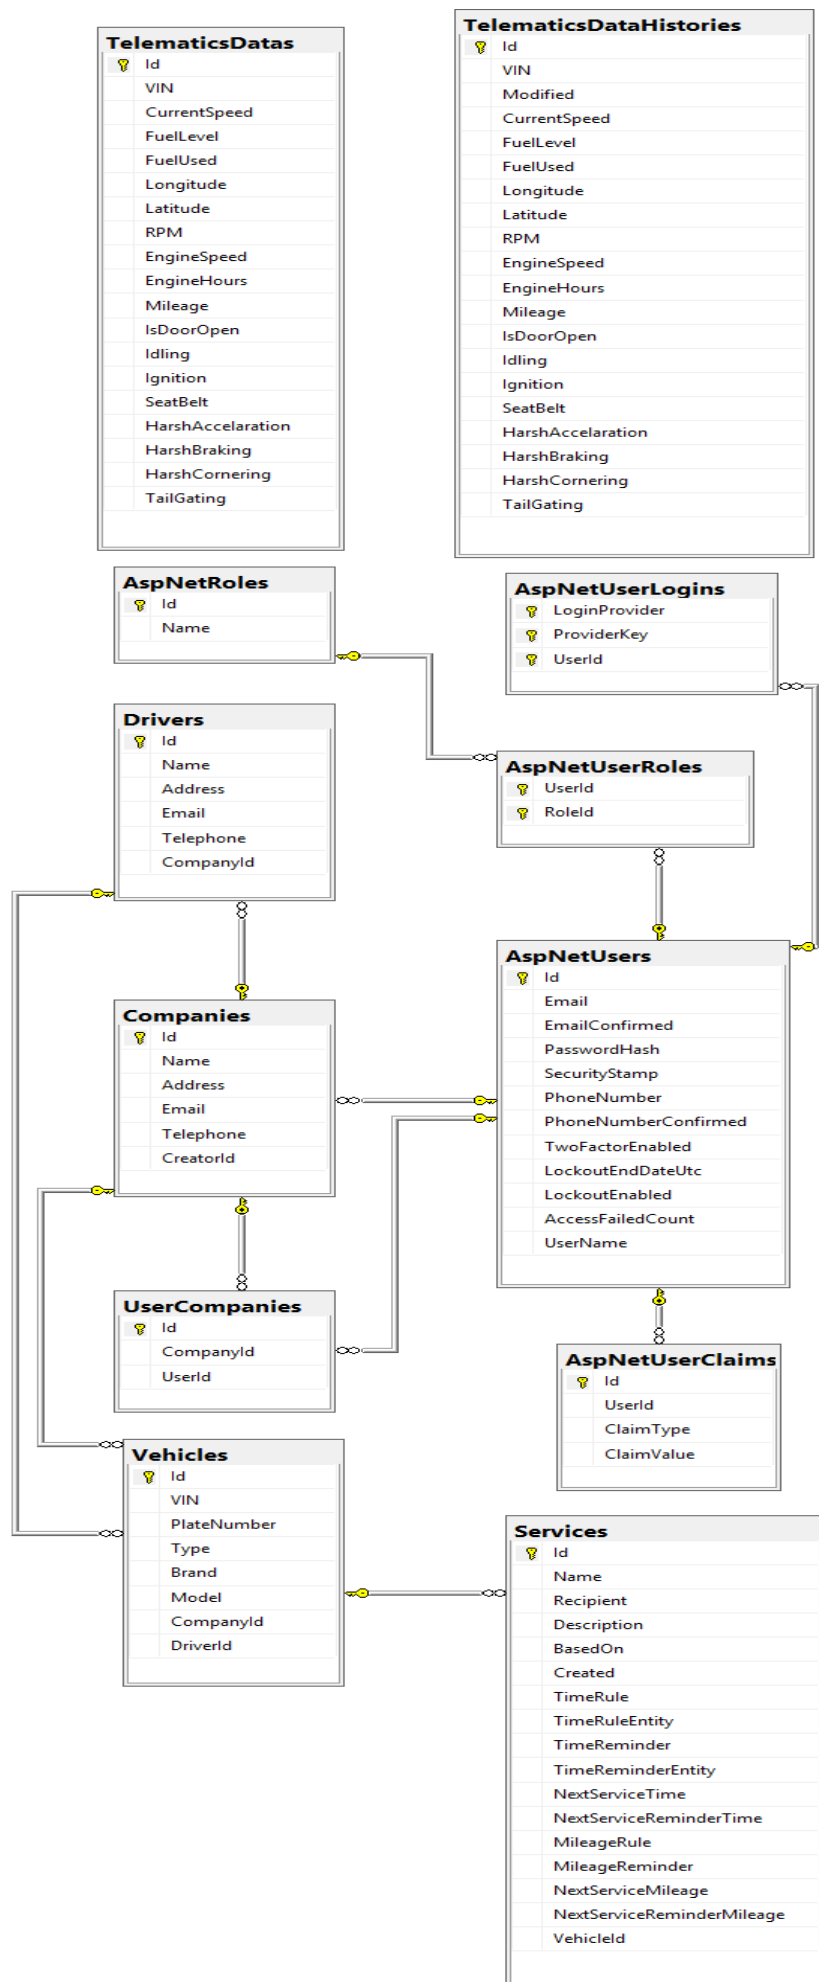 TelematicsDatas
Id
VIN
CurrentSpeed
FuelLevel
FuelUsed
Longitude
Latitude
RPM
EngineSpeed
EngineHours
Mileage
IsDoorOpen
Idling
Ignition
SeatBelt
HarshAccelaration
HarshBraking
HarshCornering
TailGating
TelematicsDataHistories
Id
VIN
Modified
CurrentSpeed
FuelLevel
FuelUsed
Longitude
Latitude
RPM
EngineSpeed
EngineHours
Mileage
IsDoorOpen
Idling
Ignition
SeatBelt
HarshAccelaration
HarshBraking
HarshCornering
TailGating
AspNetRoles
Id
Name
AspNetUserLogins
LoginProvider
ProviderKey
UserId
Drivers
Id
Name
Address
Email
Telephone
CompanyId
AspNetUserRoles
UserId
RoleId
AspNetUsers
Id
Email
EmailConfirmed
PasswordHash
SecurityStamp
PhoneNumber
PhoneNumberConfirmed
TwoFactorEnabled
LockoutEndDateUtc
LockoutEnabled
AccessFailedCount
UserName
Companies
Id
Name
Address
Email
Telephone
CreatorId
UserCompanies
Id
CompanyId
UserId
AspNetUserClaims
Id
UserId
ClaimType
ClaimValue
Vehicles
Id
VIN
PlateNumber
Type
Brand
Model
CompanyId
DriverId
Services
Id
Name
Recipient
Description
BasedOn
Created
TimeRule
TimeRuleEntity
TimeReminder
TimeReminderEntity
NextServiceTime
NextServiceReminderTime
MileageRule
MileageReminder
NextServiceMileage
NextServiceReminderMileage
VehicleId